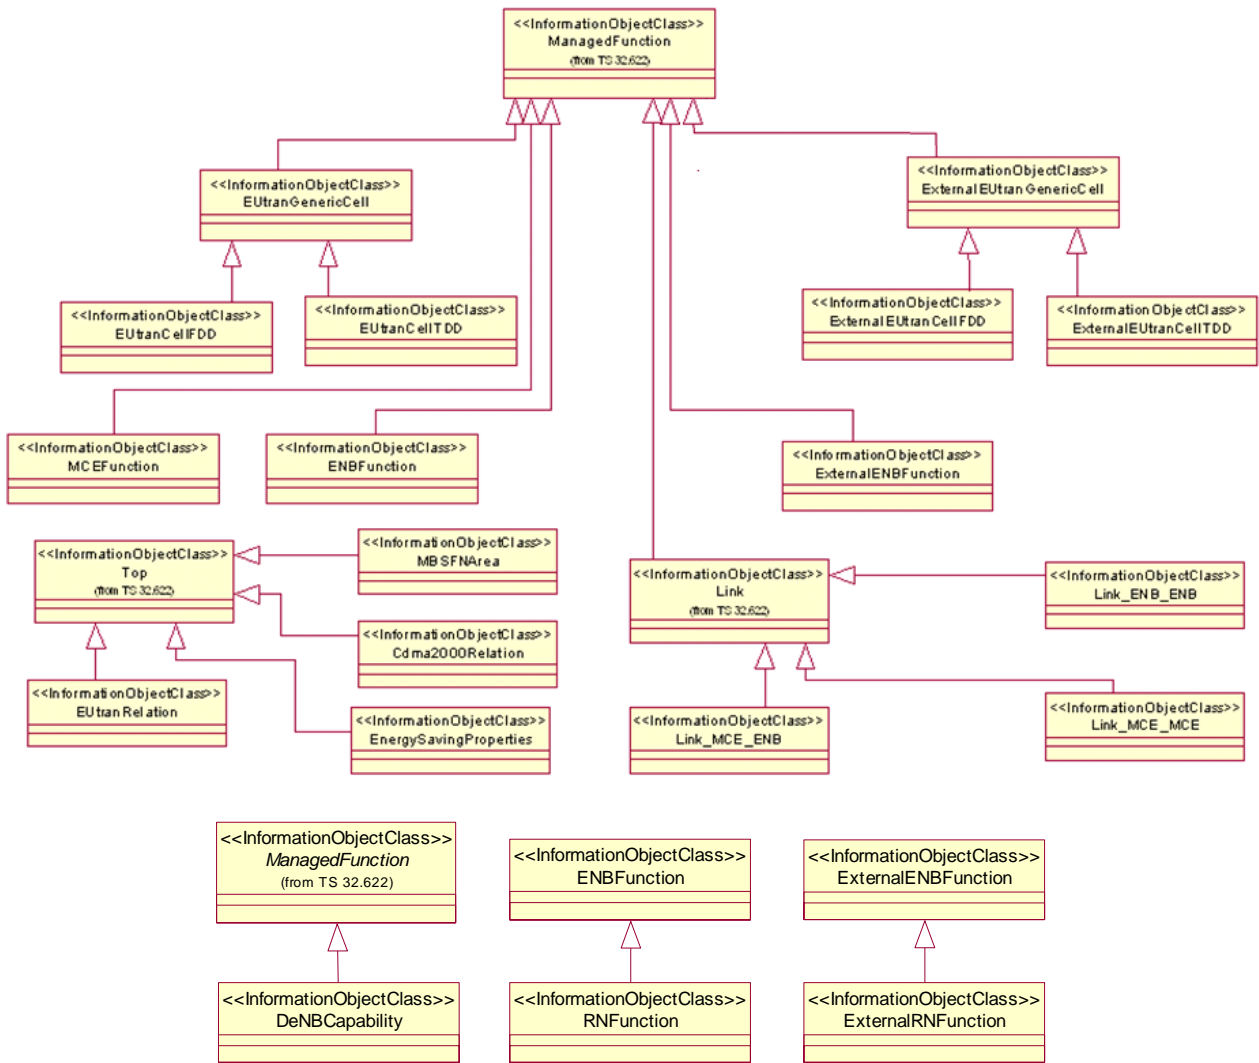 <<InformationObjectClass>>
ManagedFunction
(from TS 32.622)
<<InformationObjectClass>>
EUtranGenericCell
<<InformationObjectClass>>
ExternalEUtranGenericCell
<<InformationObjectClass>>
EUtranCellFDD
<<InformationObjectClass>>
EUtranCellTDD
<<InformationObjectClass>>
ExternalEUtranCellFDD
<<InformationObjectClass>>
ExternalEUtranCellTDD
<<InformationObjectClass>>
MCEFunction
<<InformationObjectClass>>
ENBFunction
<<InformationObjectClass>>
ExternalENBFunction
<<InformationObjectClass>>
Top
(from TS 32.622)
<<InformationObjectClass>>
MBSFNArea
<<InformationObjectClass>>
Link
(from TS 32.622)
<<InformationObjectClass>>
Link_ENB_ENB
<<InformationObjectClass>>
Cdma2000Relation
<<InformationObjectClass>>
EUtranRelation
<<InformationObjectClass>>
EnergySavingProperties
<<InformationObjectClass>>
Link_MCE_ENB
<<InformationObjectClass>>
Link_MCE_MCE
<<InformationObjectClass>>
ManagedFunction
(from TS 32.622)
<<InformationObjectClass>>
ENBFunction
<<InformationObjectClass>>
ExternalENBFunction
<<InformationObjectClass>>
DeNBCapability
<<InformationObjectClass>>
RNFunction
<<InformationObjectClass>>
ExternalRNFunction